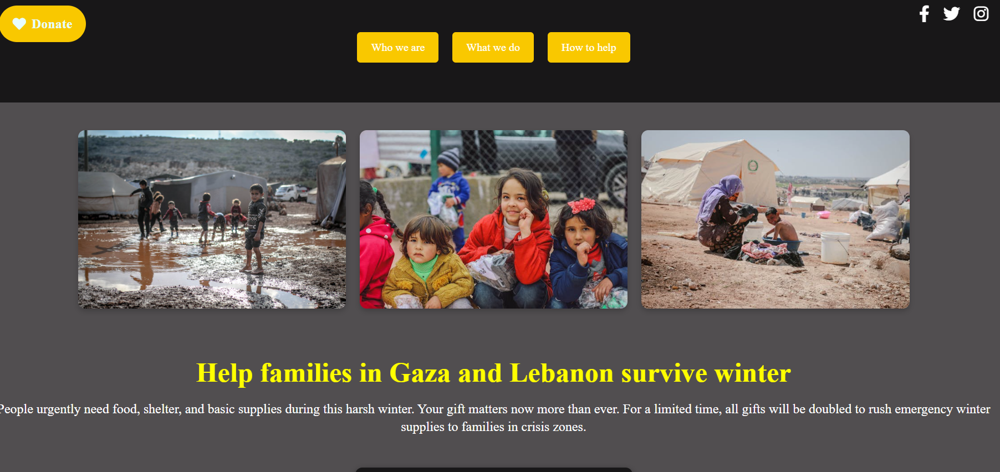 Donate
Who we are
What we do
How to help
Help families in Gaza and Lebanon survive winter
People urgently need food, shelter, and basic supplies during this harsh winter. Your gift matters now more than ever. For a limited time, all gifts will be doubled to rush emergency winter
supplies to families in crisis zones.